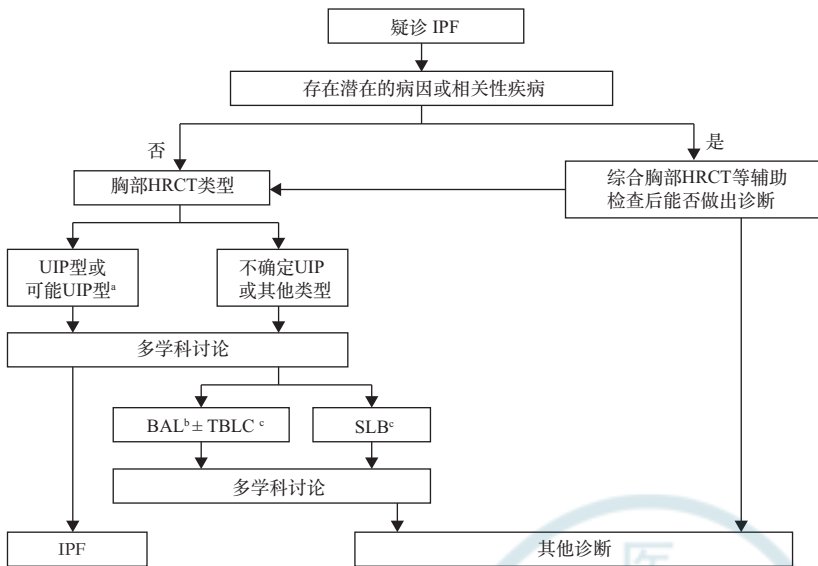 疑诊 IPF
存在潜在的病因或相关性疾病
否
是
胸部HRCT类型
综合胸部HRCT等辅助
检查后能否做出诊断
UIP型或
可能UIP型ᵃ
不确定UIP
或其他类型
多学科讨论
BALᵇ ± TBLC ᶜ
SLBᶜ
多学科讨论
IPF
其他诊断
医